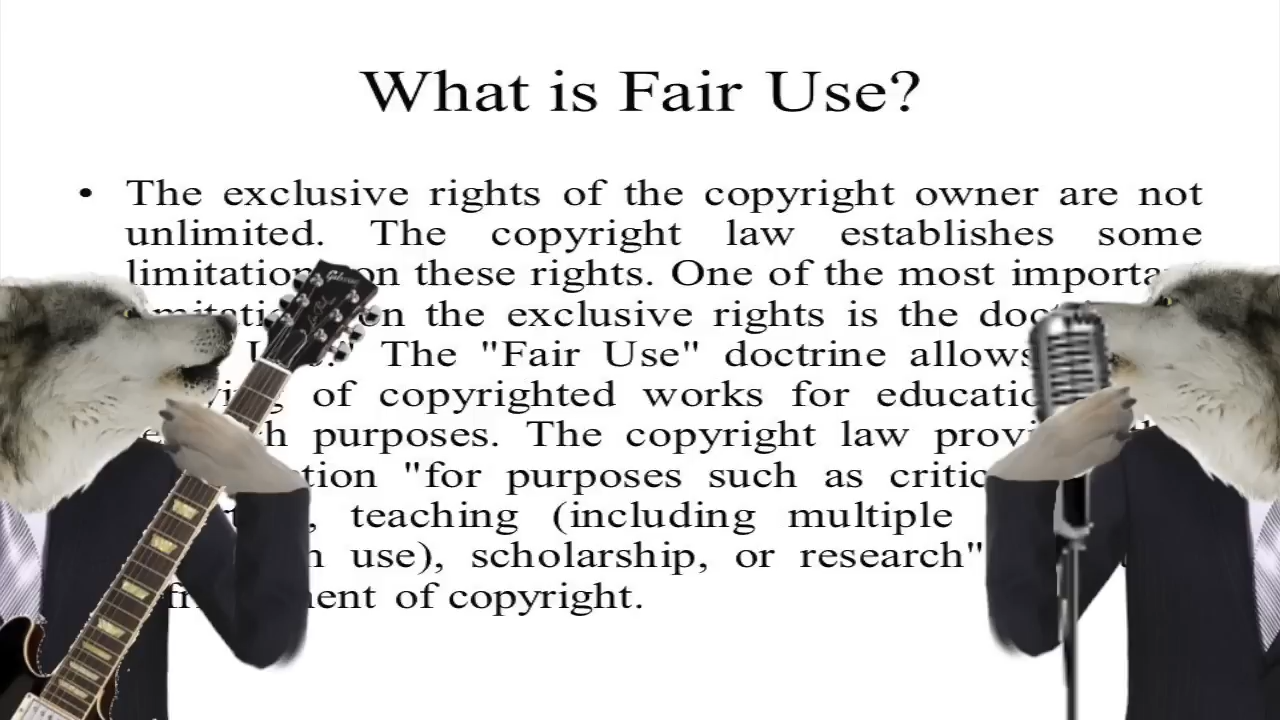 What is Fair Use?
• The exclusive rights of the copyright owner are not
unlimited. The copyright law establishes some
limitations on these rights. One of the most
on the exclusive rights is the
The "Fair Use" doctrine allows
of copyrighted works for
purposes. The copyright law
"for purposes such as
teaching (including multiple
use), scholarship, or research"
of copyright.
Gibson